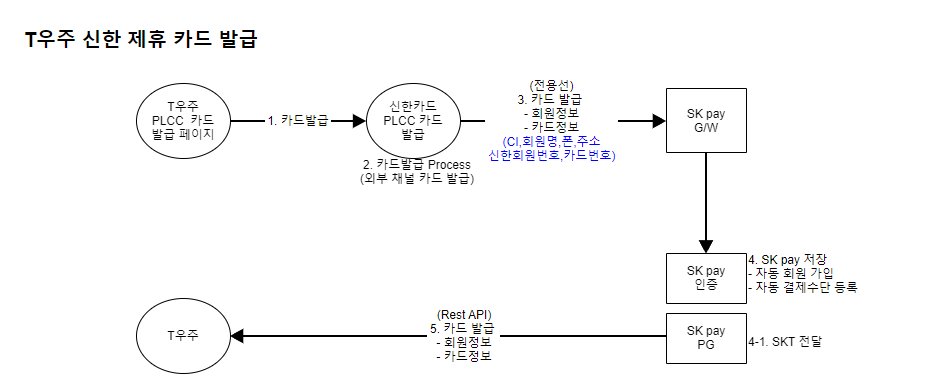 T우주 신한 제휴 카드 발급
T우주
PLCC 카드
발급 페이지
1. 카드발급
신한카드
PLCC 카드
발급
2. 카드발급 Process
(외부 채널 카드 발급)
(전용선)
3. 카드 발급
- 회원정보
- 카드정보
(CI,회원명,폰,주소
신한회원번호,카드번호)
SK pay
G/W
SK pay
인증
4. SK pay 저장
- 자동 회원 가입
- 자동 결제수단 등록
SK pay
PG
4-1. SKT 전달
(Rest API)
5. 카드 발급
- 회원정보
- 카드정보
T우주